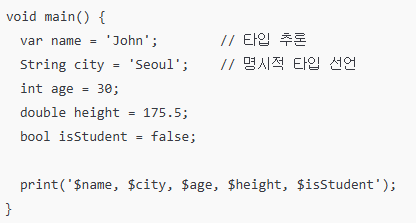 void main() {
  var name = 'John';        // 타입 추론
  String city = 'Seoul';    // 명시적 타입 선언
  int age = 30;
  double height = 175.5;
  bool isStudent = false;

  print('$name, $city, $age, $height, $isStudent');
}